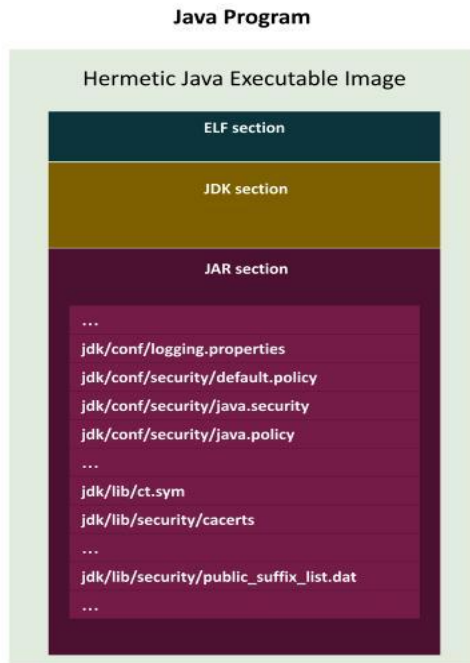 Java Program
Hermetic Java Executable Image
ELF section
JDK section
JAR section
...
jdk/conf/logging.properties
jdk/conf/security/default.policy
jdk/conf/security/java.security
jdk/conf/security/java.policy
...
jdk/lib/ct.sym
jdk/lib/security/cacerts
...
jdk/lib/security/public_suffix_list.dat
...